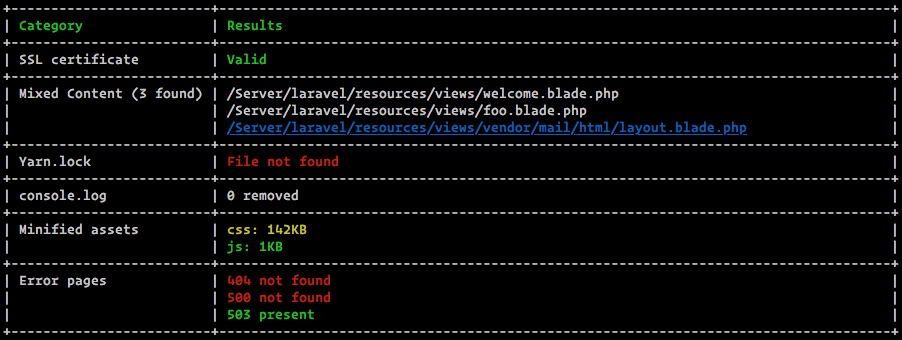 Category Results
SSL certificate Valid
Mixed Content (3 found) /Server/laravel/resources/views/welcome.blade.php
/Server/laravel/resources/views/foo.blade.php
/Server/laravel/resources/views/vendor/mail/html/layout.blade.php
Yarn.lock File not found
console.log 0 removed
Minified assets css: 142KB
js: 1KB
Error pages 404 not found
500 not found
503 present